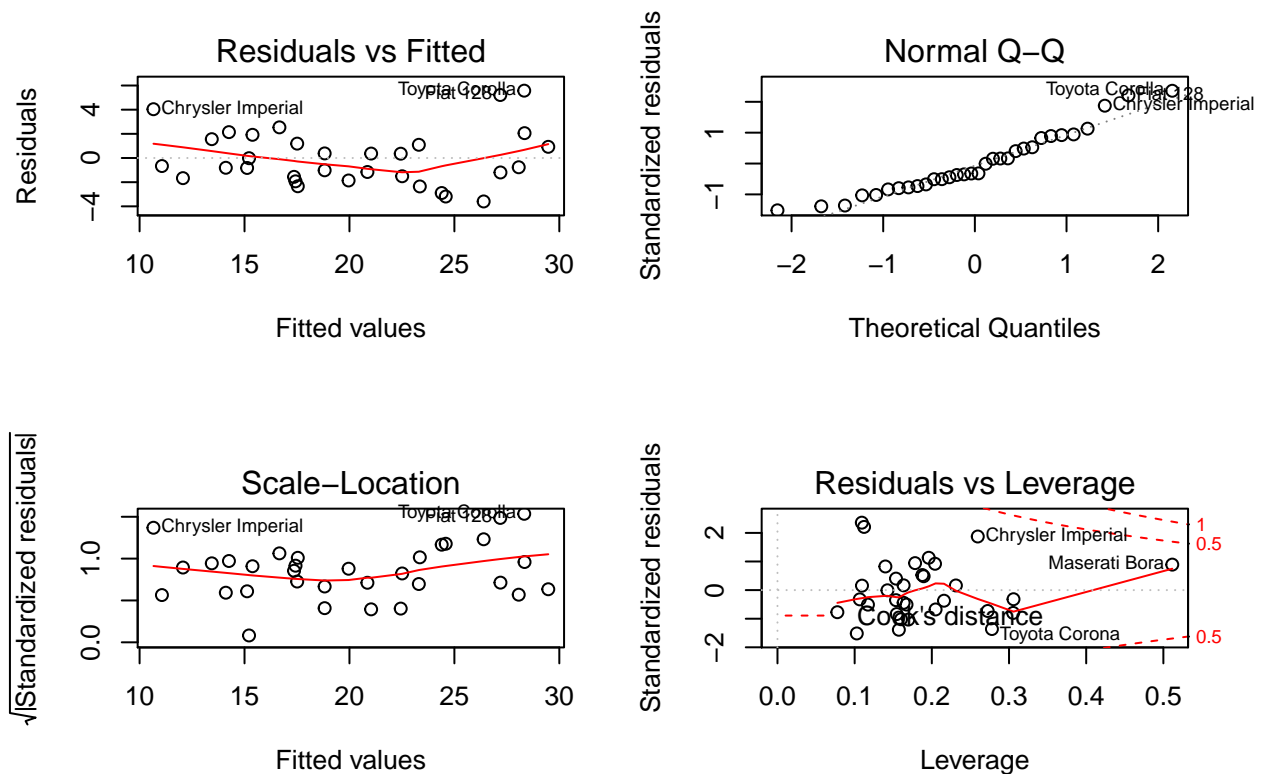 Residuals vs Fitted
Residuals
4
0
−4
Toyota Corolla
Fiat 128
Chrysler Imperial
10 15 20 25 30
Fitted values
Normal Q−Q
Standardized residuals
1
−1
Toyota Corolla
Fiat 128
Chrysler Imperial
−2 −1 0 1 2
Theoretical Quantiles
Scale−Location
√|Standardized residuals|
1.0
0.0
Toyota Corolla
Fiat 128
Chrysler Imperial
10 15 20 25 30
Fitted values
Residuals vs Leverage
Standardized residuals
2
0
−2
1
0.5
0.5
Chrysler Imperial
Maserati Bora
Cook's distance
Toyota Corona
0.0 0.1 0.2 0.3 0.4 0.5
Leverage